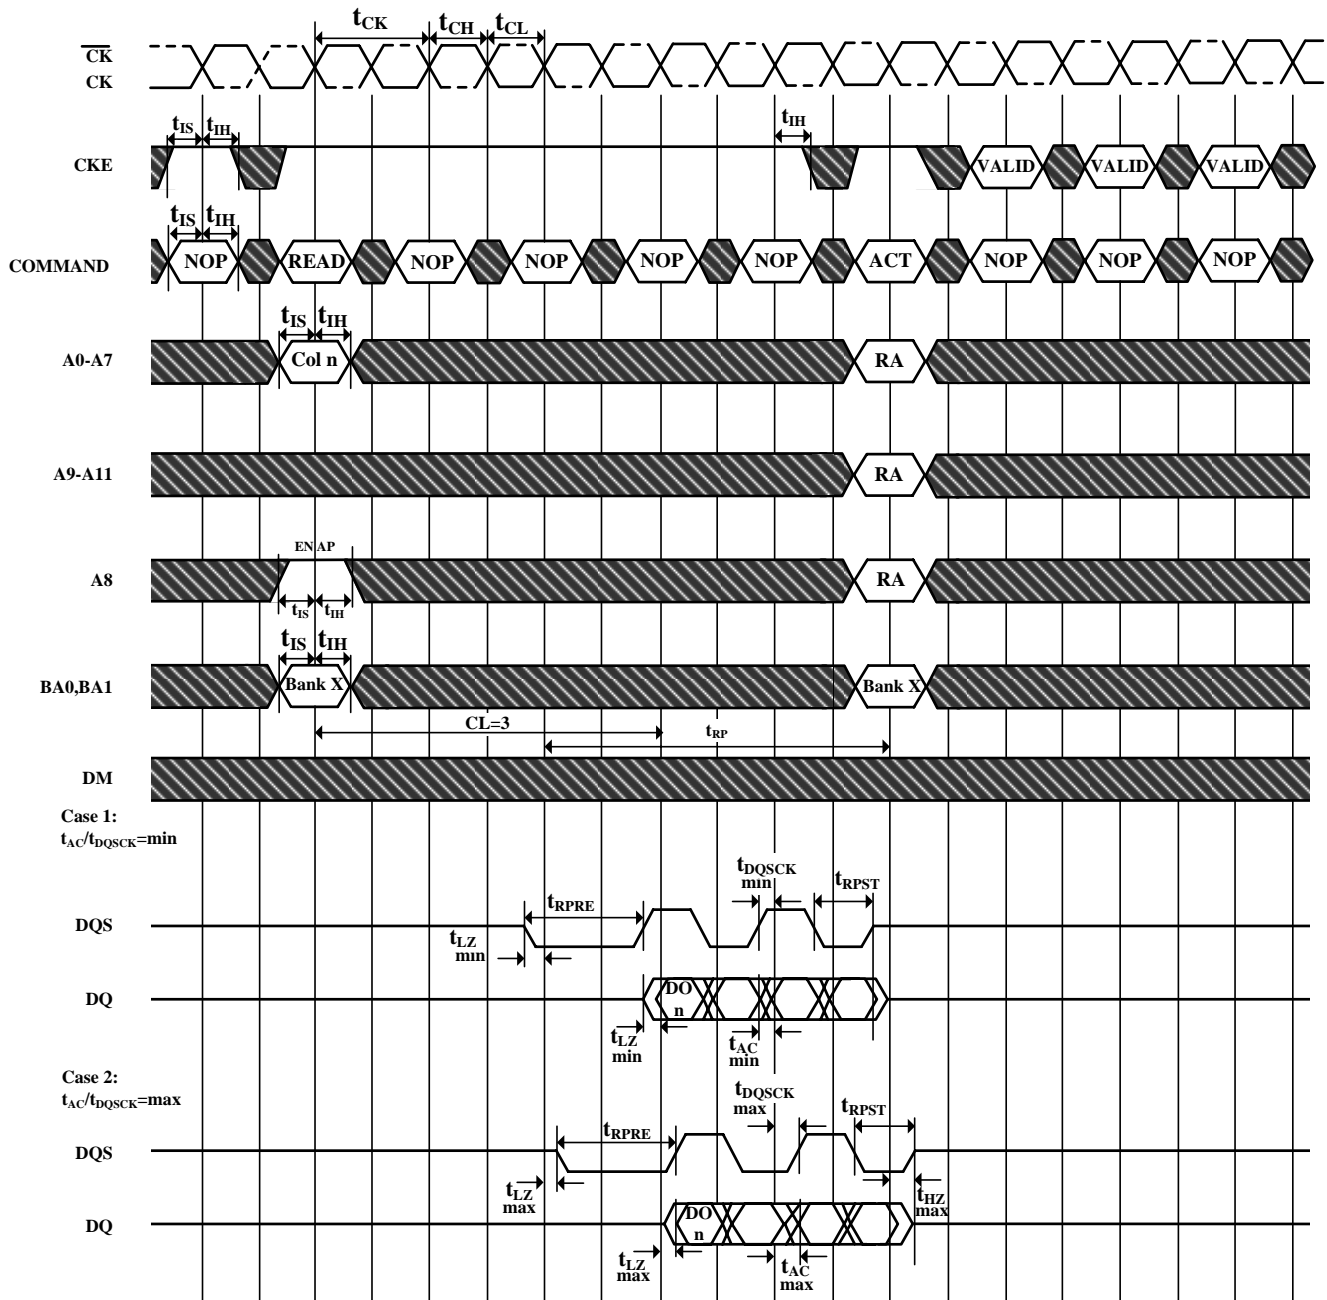 tCK tCH tCL
CK
CK
tIS tIH tIH
CKE VALID VALID VALID
tIS tIH
COMMAND NOP READ NOP NOP NOP NOP ACT NOP NOP NOP
tIS tIH
A0-A7 Col n RA
A9-A11 RA
EN AP
A8 RA
tIS tIH
tIS tIH
BA0,BA1 Bank X Bank X
CL=3 tRP
DM
Case 1:
tAC/tDQSCK=min
tDQSCK min tRPST
tRPRE
DQS
tLZ min
DQ DO n
tLZ min tAC min
Case 2:
tAC/tDQSCK=max
tDQSCK max tRPST
tRPRE
DQS
tLZ max tHZ max
DQ DO n
tLZ max tAC max